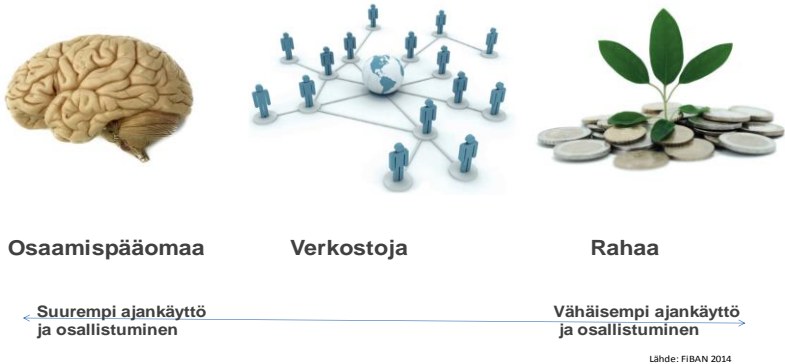 Osaamispääomaa
Verkostoja
Rahaa
Suurempi ajankäyttö
ja osallistuminen
Vähäisempi ajankäyttö
ja osallistuminen
Lähde: FiBAN 2014